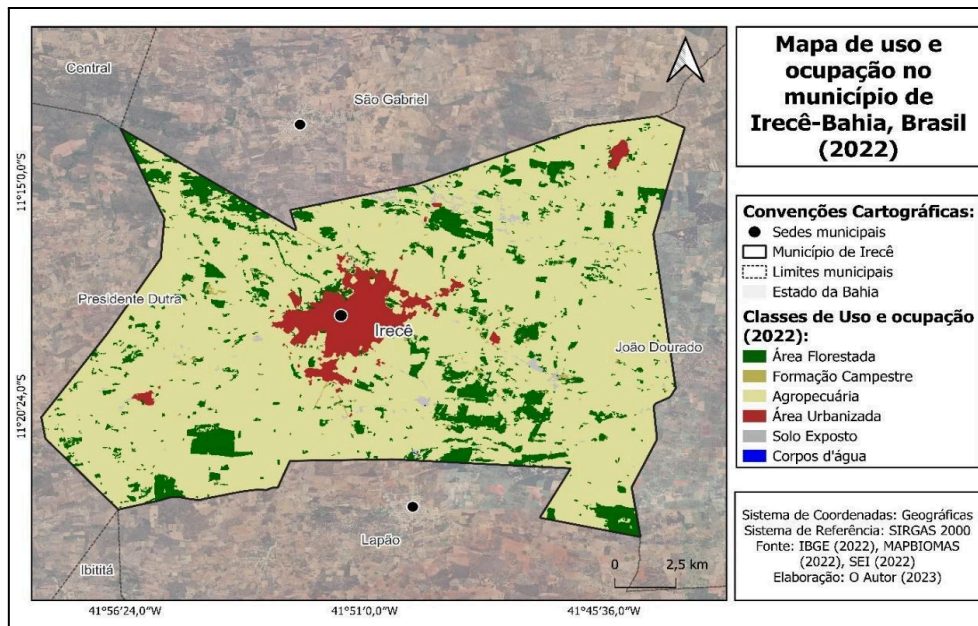 Mapa de uso e
ocupação no
município de
Irecê-Bahia, Brasil
(2022)
Central
São Gabriel
Presidente Dutra
Irecê
João Dourado
Lapão
Ibititá
11°15'0,0"S
11°20'24,0"S
41°56'24,0"W
41°51'0,0"W
41°45'36,0"W
0
2,5 km
Convenções Cartográficas:
Sedes municipais
Município de Irecê
Limites municipais
Estado da Bahia
Classes de Uso e ocupação
(2022):
Área Florestada
Formação Campestre
Agropecuária
Área Urbanizada
Solo Exposto
Corpos d'água
Sistema de Coordenadas: Geográficas
Sistema de Referência: SIRGAS 2000
Fonte: IBGE (2022), MAPBIOMAS
(2022), SEI (2022)
Elaboração: O Autor (2023)